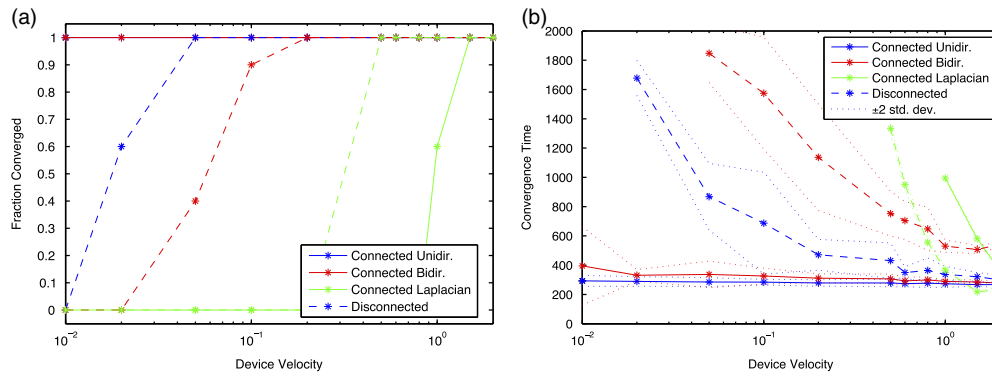 (a)
Fraction Converged
1
0.9
0.8
0.7
0.6
0.5
0.4
0.3
0.2
0.1
0
10⁻²
10⁻¹
10⁰
Device Velocity
Connected Unidir.
Connected Bidir.
Connected Laplacian
Disconnected
(b)
Convergence Time
2000
1800
1600
1400
1200
1000
800
600
400
200
0
10⁻²
10⁻¹
10⁰
Device Velocity
Connected Unidir.
Connected Bidir.
Connected Laplacian
Disconnected
±2 std. dev.